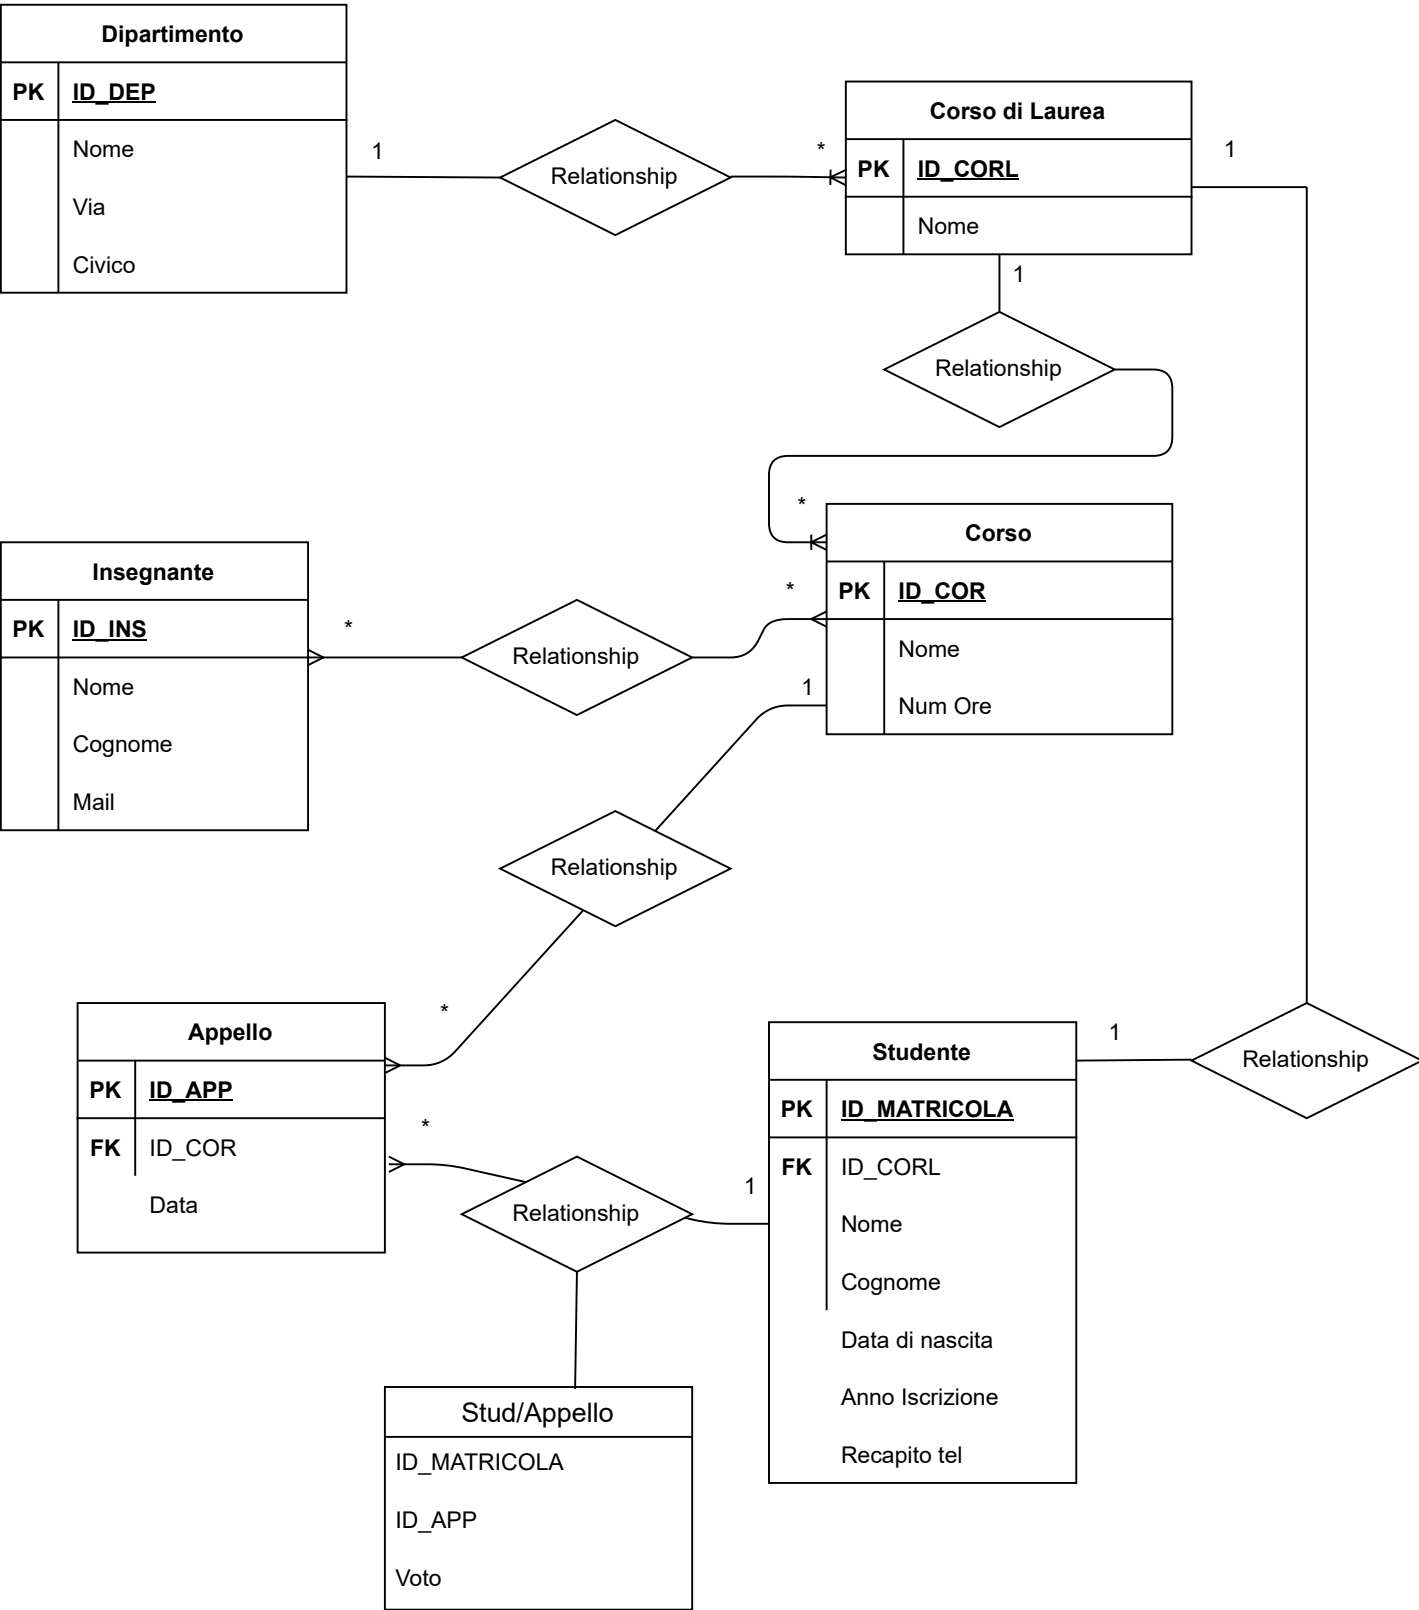 Dipartimento
PK ID_DEP
Nome
Via
Civico
1
Relationship
*
Corso di Laurea
PK ID_CORL
Nome
1
1
Relationship
*
Corso
PK ID_COR
Nome
Num Ore
Insegnante
PK ID_INS
Nome
Cognome
Mail
*
Relationship
*
1
Relationship
*
Appello
PK ID_APP
FK ID_COR
Data
*
Relationship
1
Studente
PK ID_MATRICOLA
FK ID_CORL
Nome
Cognome
Data di nascita
Anno Iscrizione
Recapito tel
1
Relationship
Stud/Appello
ID_MATRICOLA
ID_APP
Voto